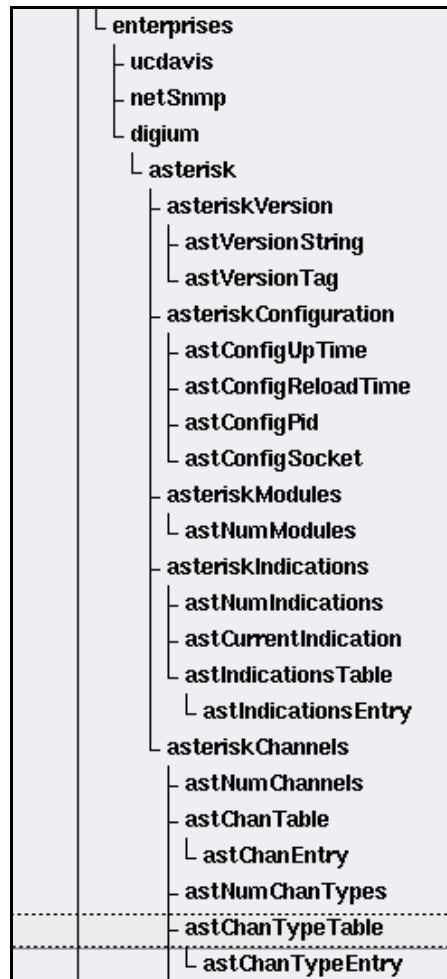 enterprises
ucdavis
netSnmp
digium
asterisk
asteriskVersion
astVersionString
astVersionTag
asteriskConfiguration
astConfigUpTime
astConfigReloadTime
astConfigPid
astConfigSocket
asteriskModules
astNumModules
asteriskIndications
astNumIndications
astCurrentIndication
astIndicationsTable
astIndicationsEntry
asteriskChannels
astNumChannels
astChanTable
astChanEntry
astNumChanTypes
astChanTypeTable
astChanTypeEntry